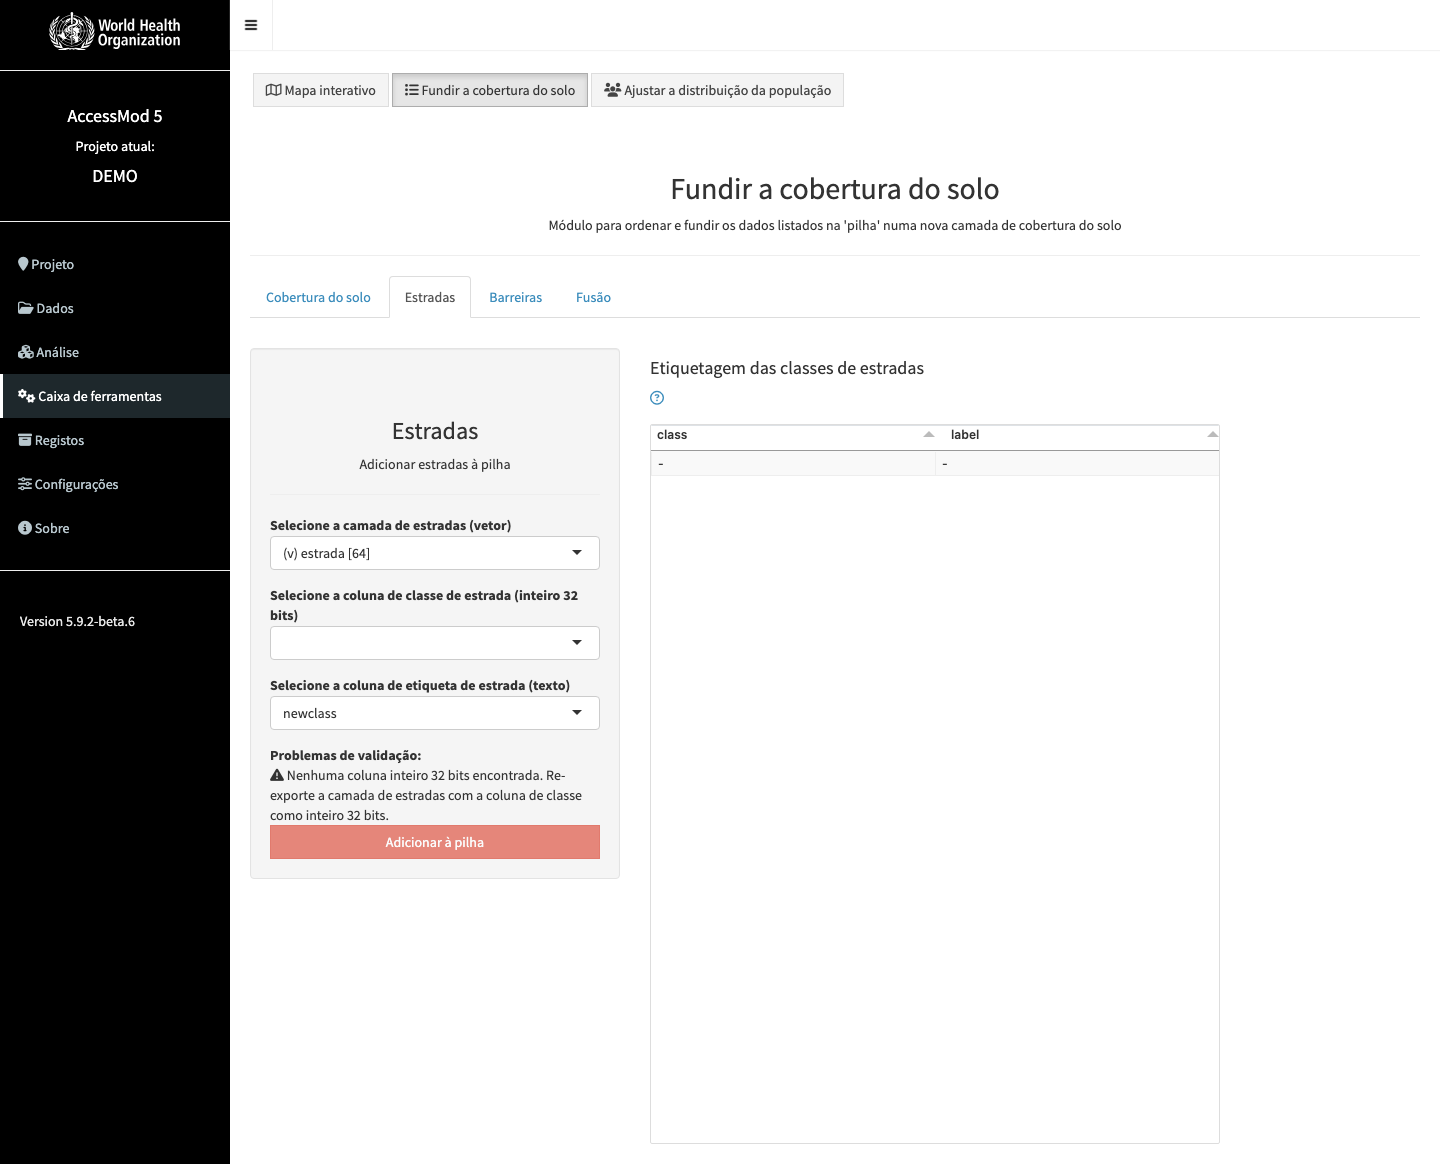 World Health
Organization
AccessMod 5
Projeto atual:
DEMO
Projeto
Dados
Análise
Caixa de ferramentas
Registos
Configurações
Sobre
Version 5.9.2-beta.6
Mapa interativo
Fundir a cobertura do solo
Ajustar a distribuição da população
Fundir a cobertura do solo
Módulo para ordenar e fundir os dados listados na 'pilha' numa nova camada de cobertura do solo
Cobertura do solo
Estradas
Barreiras
Fusão
Estradas
Adicionar estradas à pilha
Selecione a camada de estradas (vetor)
(v) estrada [64]
Selecione a coluna de classe de estrada (inteiro 32
bits)
Selecione a coluna de etiqueta de estrada (texto)
newclass
Problemas de validação:
Nenhuma coluna inteiro 32 bits encontrada. Re-
exporte a camada de estradas com a coluna de classe
como inteiro 32 bits.
Adicionar à pilha
Etiquetagem das classes de estradas
class label
- -